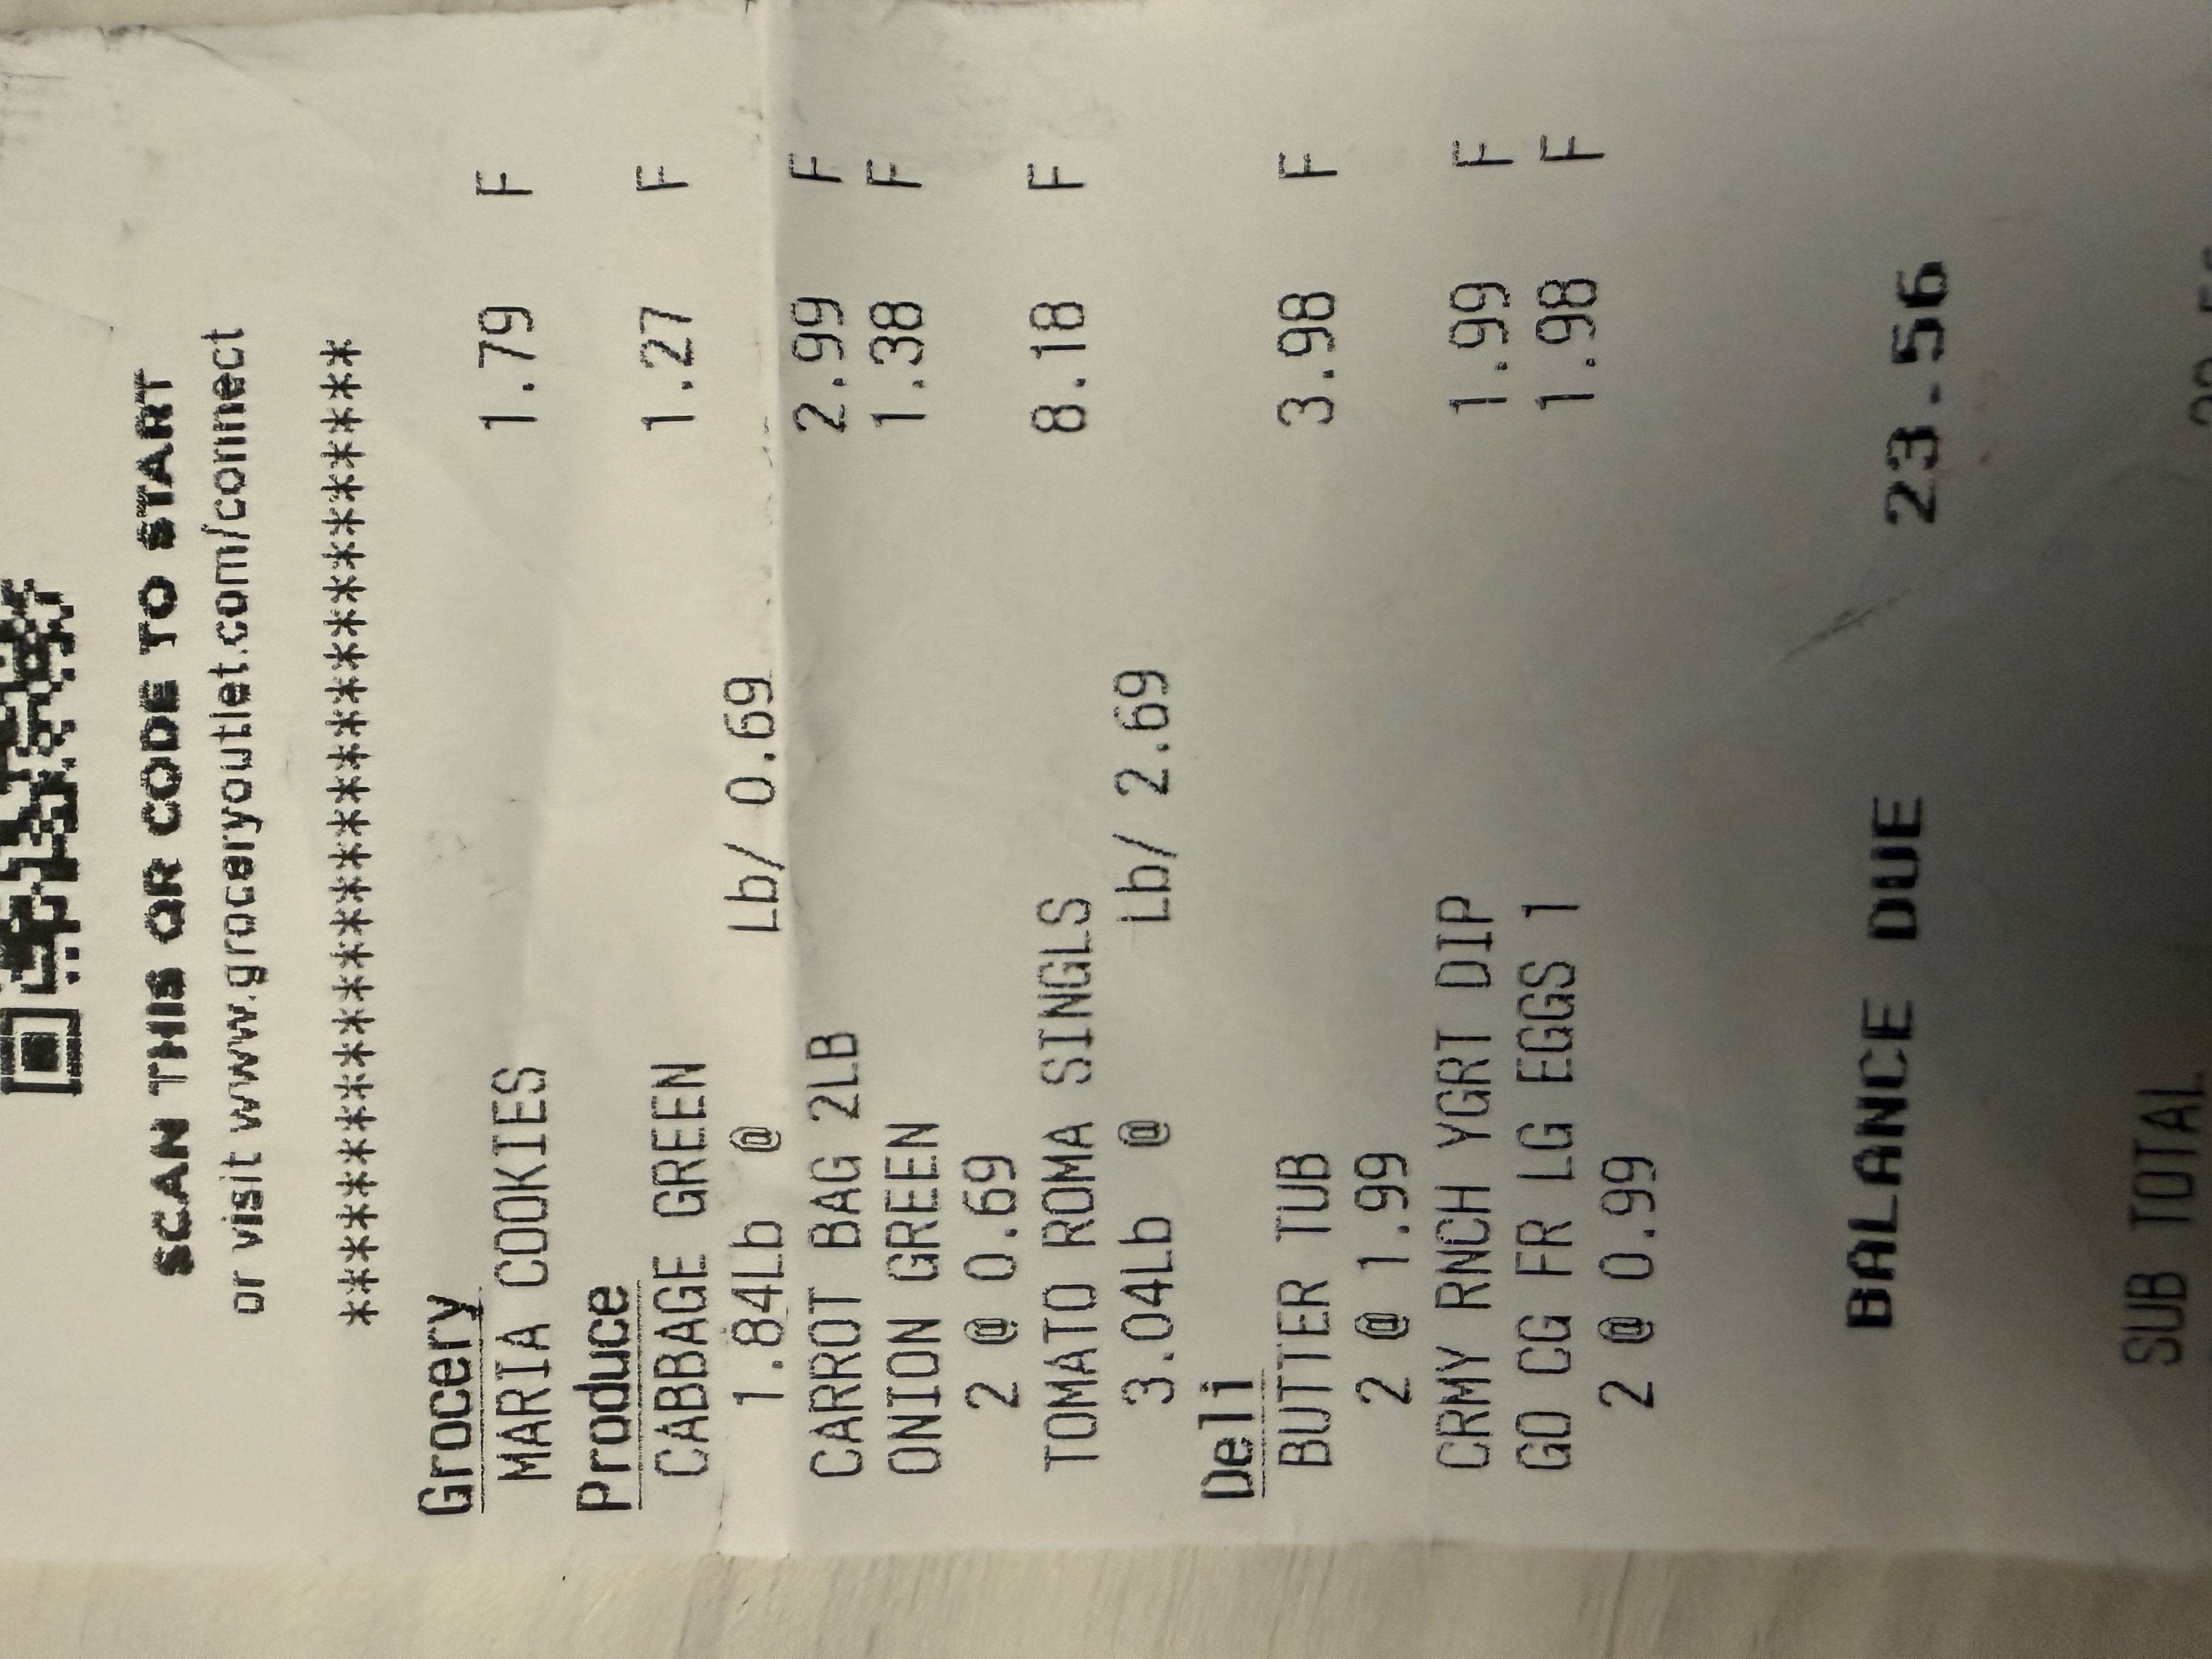 SCAN THIS QR CODE TO START
or visit www.groceryoutlet.com/connect
******************************
Grocery
MARIA COOKIES 1.79 F
Produce
CABBAGE GREEN 1.27 F
1.84Lb @ Lb/ 0.69
CARROT BAG 2LB 2.99 F
ONION GREEN 1.38 F
2 @ 0.69
TOMATO ROMA SINGLS 8.18 F
3.04Lb @ Lb/ 2.69
Deli
BUTTER TUB 3.98 F
2 @ 1.99
CRMY RNCH YGRT DIP 1.99 F
GO CG FR LG EGGS 1 1.98 F
2 @ 0.99
BALANCE DUE 23.56
SUB TOTAL